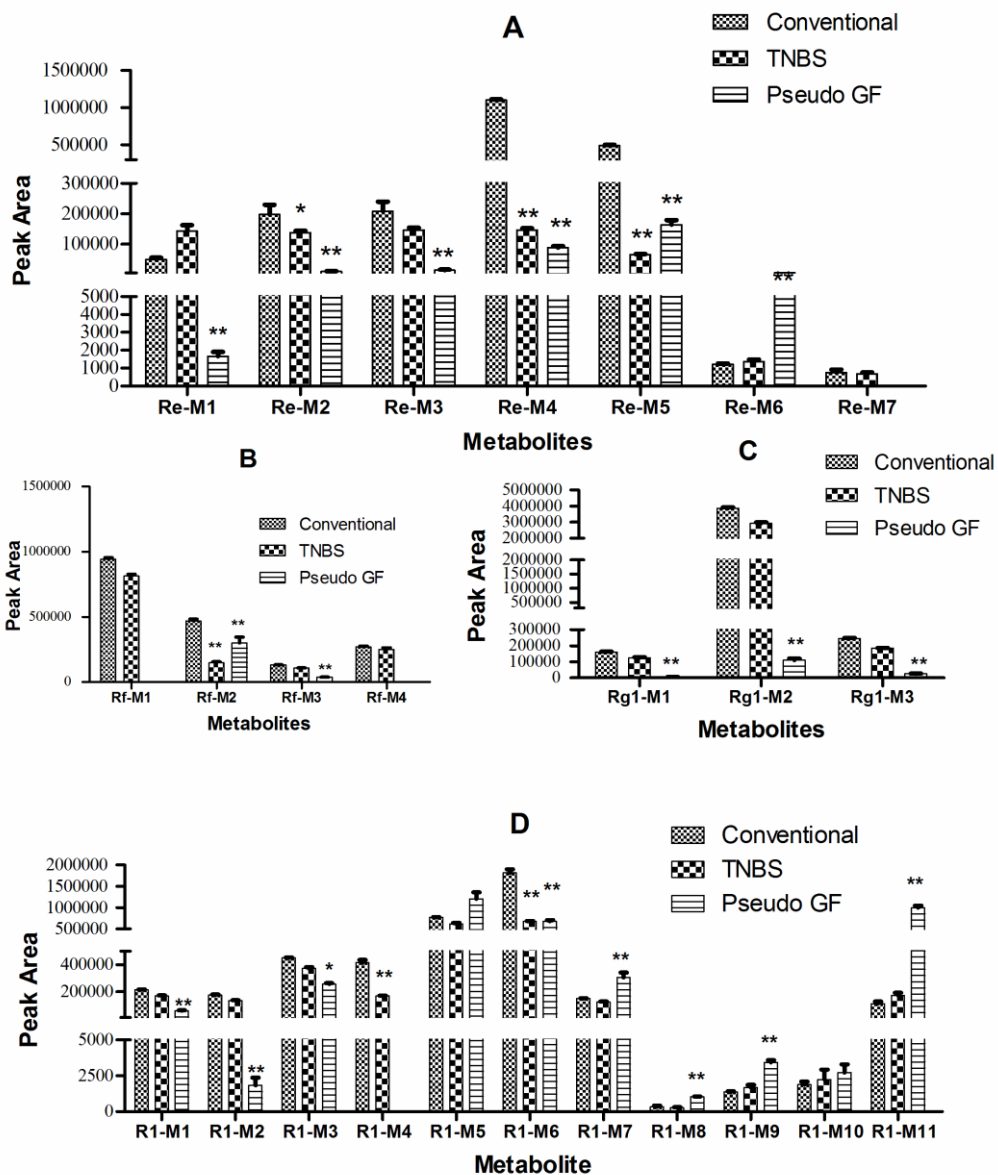 A
Conventional
TNBS
Pseudo GF
1500000
1000000
500000
300000
200000
100000
5000
4000
3000
2000
1000
0
Peak Area
** * ** ** ** ** ** ** **
Re-M1 Re-M2 Re-M3 Re-M4 Re-M5 Re-M6 Re-M7
Metabolites
B
Conventional
TNBS
Pseudo GF
1500000
1000000
500000
0
Peak Area
** ** **
Rf-M1 Rf-M2 Rf-M3 Rf-M4
Metabolites
C
Conventional
TNBS
Pseudo GF
5000000
4000000
3000000
2000000
2000000
1500000
1000000
500000
300000
200000
100000
0
Peak Area
** ** **
Rg1-M1 Rg1-M2 Rg1-M3
Metabolites
D
Conventional
TNBS
Pseudo GF
2000000
1500000
1000000
500000
400000
200000
5000
2500
0
Peak Area
** ** * ** ** ** ** ** ** **
R1-M1 R1-M2 R1-M3 R1-M4 R1-M5 R1-M6 R1-M7 R1-M8 R1-M9 R1-M10 R1-M11
Metabolite